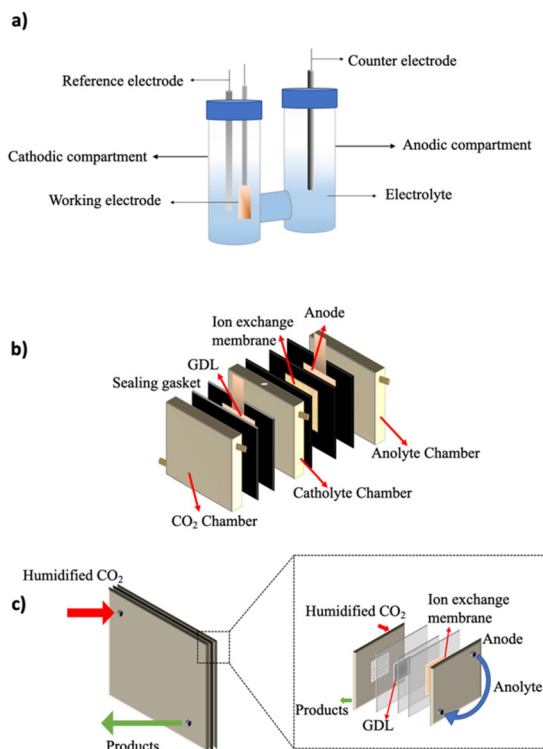 a)
Reference electrode
Counter electrode
Cathodic compartment
Anodic compartment
Working electrode
Electrolyte
b)
Anode
Ion exchange
membrane
GDL
Sealing gasket
Anolyte Chamber
Catholyte Chamber
CO₂ Chamber
c)
Humidified CO₂
Products
Humidified CO₂
Ion exchange
membrane
Anode
Anolyte
Products
GDL